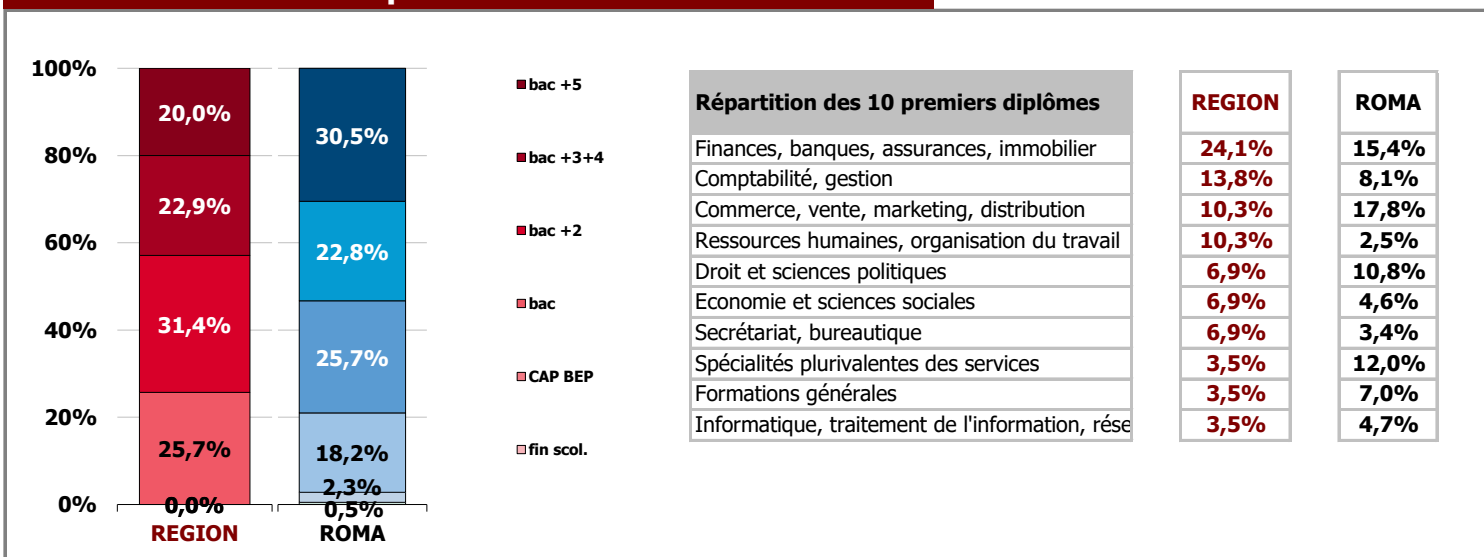 100%
80%
60%
40%
20%
0%
20,0%
22,9%
31,4%
25,7%
0,0%
REGION
30,5%
22,8%
25,7%
18,2%
2,3%
0,5%
ROMA
bac +5
bac +3+4
bac +2
bac
CAP BEP
fin scol.
Répartition des 10 premiers diplômes REGION ROMA
Finances, banques, assurances, immobilier 24,1% 15,4%
Comptabilité, gestion 13,8% 8,1%
Commerce, vente, marketing, distribution 10,3% 17,8%
Ressources humaines, organisation du travail 10,3% 2,5%
Droit et sciences politiques 6,9% 10,8%
Economie et sciences sociales 6,9% 4,6%
Secrétariat, bureautique 6,9% 3,4%
Spécialités plurivalentes des services 3,5% 12,0%
Formations générales 3,5% 7,0%
Informatique, traitement de l'information, rése 3,5% 4,7%